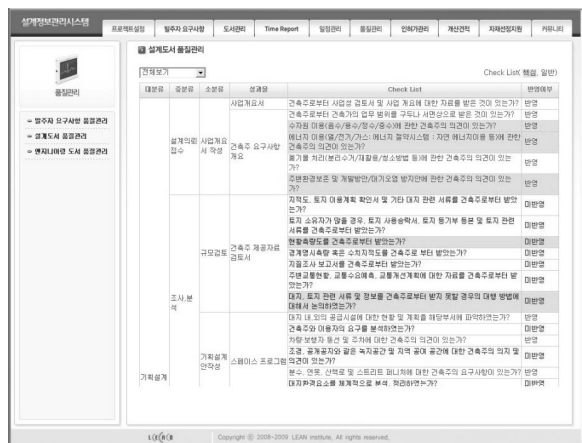 설계정보관리시스템
프로젝트설정 발주자 요구사항 도서관리 Time Report 일정관리 품질관리 인허가관리 개산견적 자재선정지원 커뮤니티
품질관리
발주자 요구사항 품질관리
설계도서 품질관리
엔지니어링 도서 품질관리
설계도서 품질관리
전체보기
Check List( 핵심, 일반)
대분류 중분류 소분류 성과물 Check List 반영여부
기획설계
설계의뢰 접수
사업개요서 작성
사업개요서
건축주로부터 사업성 검토서 및 사업 개요에 대한 자료를 받은 것이 있는가? 반영
건축주 요구사항 개요
건축주로부터 건축가의 업무 범위를 구두나 서면상으로 받은 것이 있는가? 반영
수자원 이용(음수/용수/정수/중수)에 관한 건축주의 의견이 있는가? 반영
에너지 이용(열/전기/가스: 에너지 절약시스템 : 자연 에너지이용 등)에 관한
건축주의 의견이 있는가? 반영
폐기물 처리(분리수거/재활용/청소방법 등)에 관한 건축주의 의견이 있는
가? 반영
주변환경보존 및 개발방안/대기오염 방지안에 관한 건축주의 의견이 있는
가? 반영
조사,분석
규모검토
건축주 제공자료 검토서
지적도, 토지 이용계획 확인서 및 기타 대지 관련 서류를 건축주로부터 받았
는가? 미반영
토지 소유자가 많을 경우, 토지 사용승락서, 토지 등기부 등본 및 토지 관련
서류를 건축주로부터 받았는가? 미반영
현황측량도를 건축주로부터 받았는가? 미반영
경계명시측량 혹은 수치지적도를 건축주로 부터 받았는가? 미반영
지질조사 보고서를 건축주로부터 받았는가? 미반영
주변교통현황, 교통수요예측, 교통개선계획에 대한 자료를 건축주로부터 받
았는가? 미반영
대지, 토지 관련 서류 및 정보를 건축주로부터 받지 못할 경우의 대행 방법에
대해서 논의하였는가? 미반영
기획설계안작성
스페이스 프로그램
대지 내,외의 공급시설에 대한 현황 및 계획을 해당부서에 파악하였는가? 반영
건축주와 이용자의 요구를 분석하였는가? 미반영
차량 보행자 동선 및 주차에 대한 건축주의 의견이 있는가? 반영
조경, 공개공지와 같은 녹지공간 및 지역 공여 공간에 대한 건축주의 의지 및
의견이 있는가? 미반영
분수, 연못, 산책로 및 스트리트 퍼니처에 대한 건축주의 요구사항이 있는가? 반영
대지환경요소를 체계적으로 분석, 정리하였는가? 미반영
Copyright ⓒ 2008-2009 LEAN institute, All rights reserved.